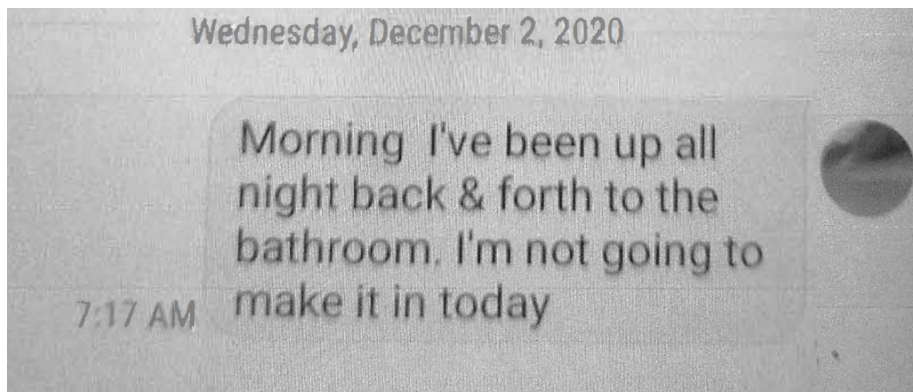 Wednesday, December 2, 2020
Morning  I've been up all
night back & forth to the
bathroom. I'm not going to
7:17 AM make it in today